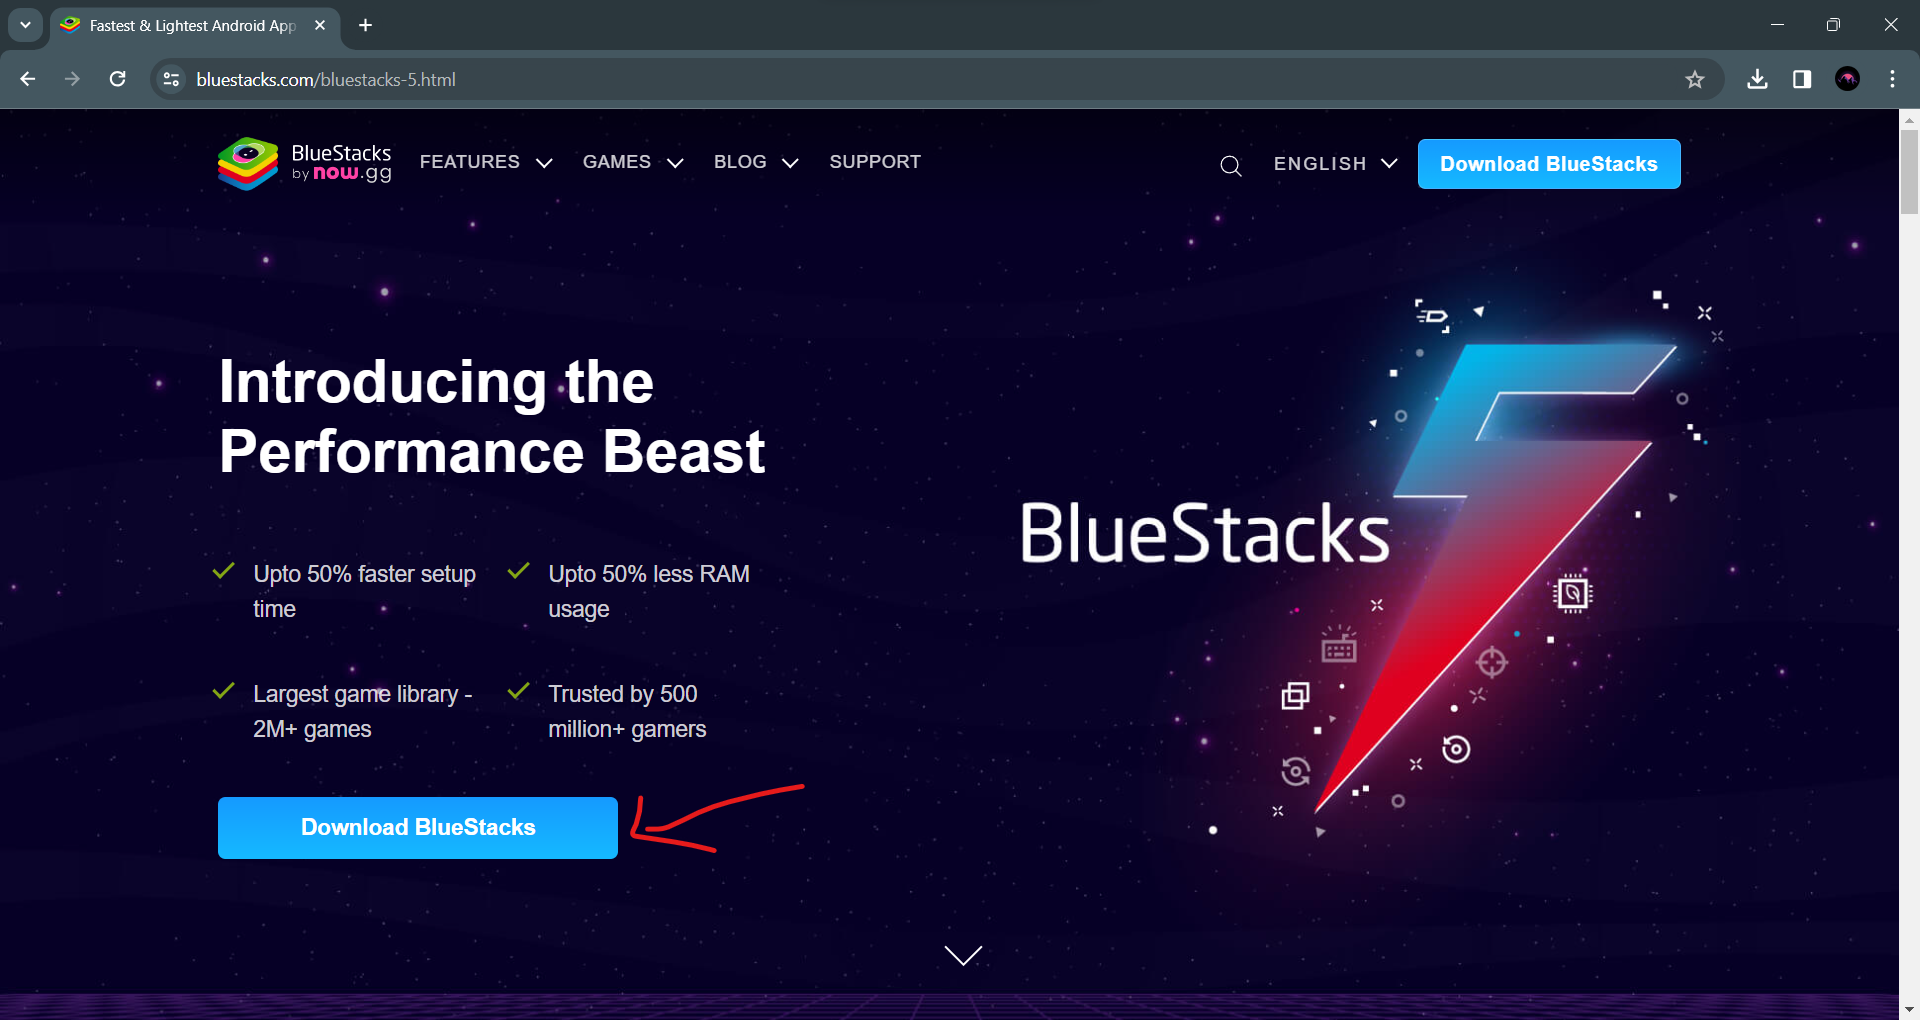 Fastest & Lightest Android App
bluestacks.com/bluestacks-5.html
BlueStacks
by now.gg
FEATURES
GAMES
BLOG
SUPPORT
ENGLISH
Download BlueStacks
Introducing the
Performance Beast
BlueStacks 5
Upto 50% faster setup
time
Upto 50% less RAM
usage
Largest game library -
2M+ games
Trusted by 500
million+ gamers
Download BlueStacks